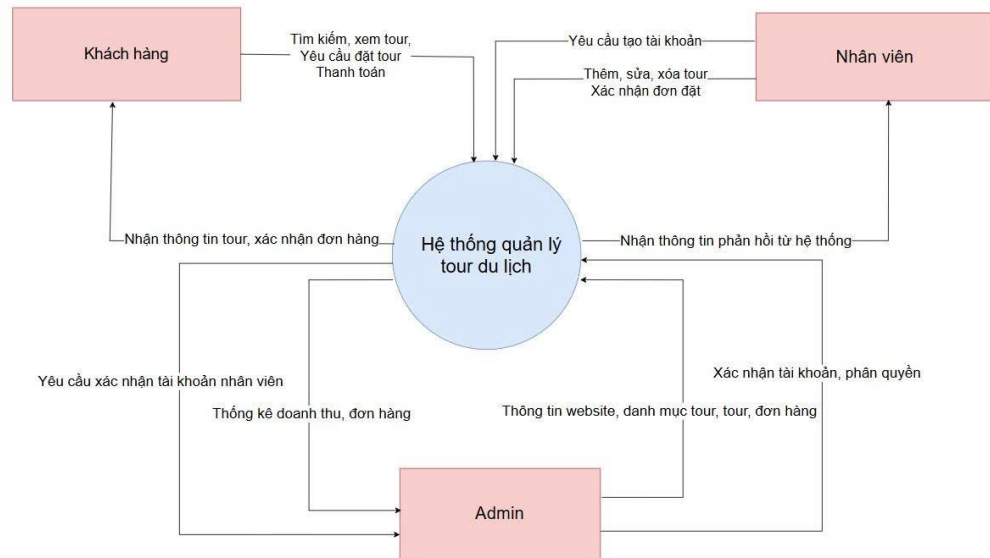 Khách hàng
Tìm kiếm, xem tour,
Yêu cầu đặt tour
Thanh toán
Yêu cầu tạo tài khoản
Thêm, sửa, xóa tour
Xác nhận đơn đặt
Nhân viên
Nhận thông tin tour, xác nhận đơn hàng
Hệ thống quản lý
tour du lịch
Nhận thông tin phản hồi từ hệ thống
Yêu cầu xác nhận tài khoản nhân viên
Thống kê doanh thu, đơn hàng
Thông tin website, danh mục tour, tour, đơn hàng
Xác nhận tài khoản, phân quyền
Admin